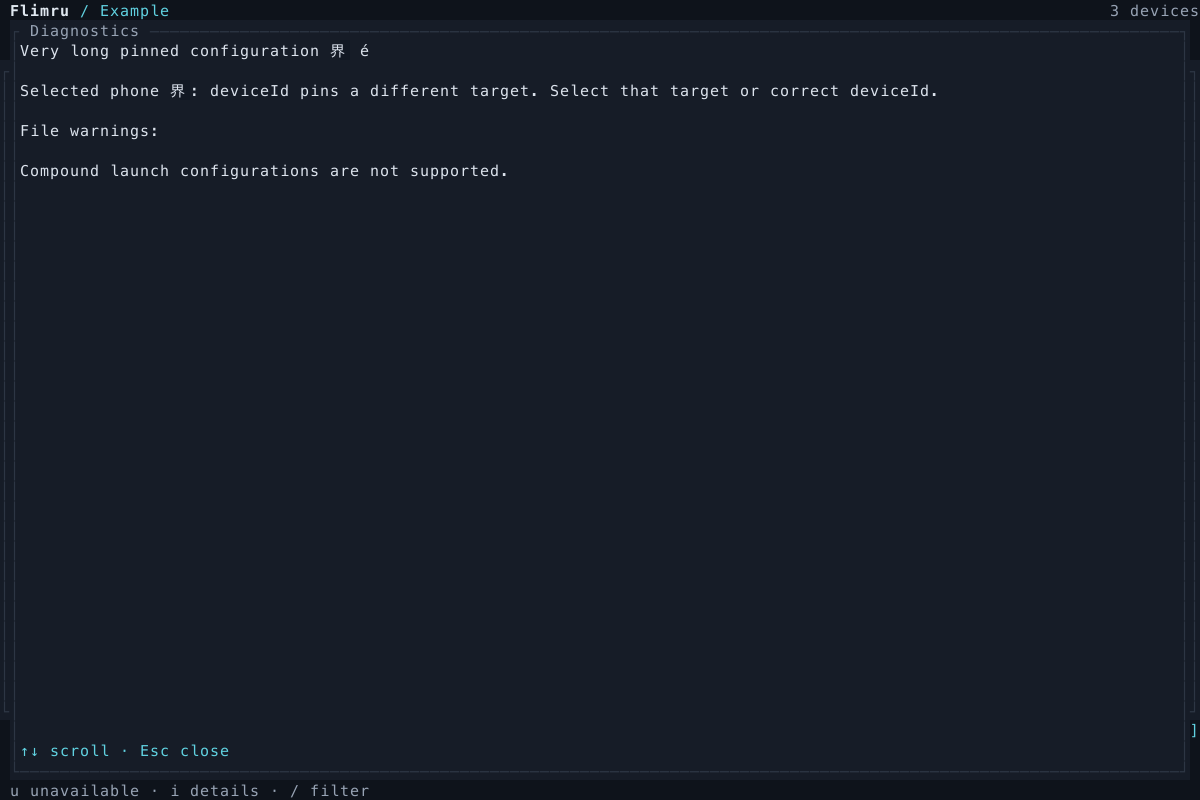 Flimru / Example 3 devices
Diagnostics
Very long pinned configuration 界 é
Selected phone 界: deviceId pins a different target. Select that target or correct deviceId.
File warnings:
Compound launch configurations are not supported.
]
↑↓ scroll · Esc close
u unavailable · i details · / filter